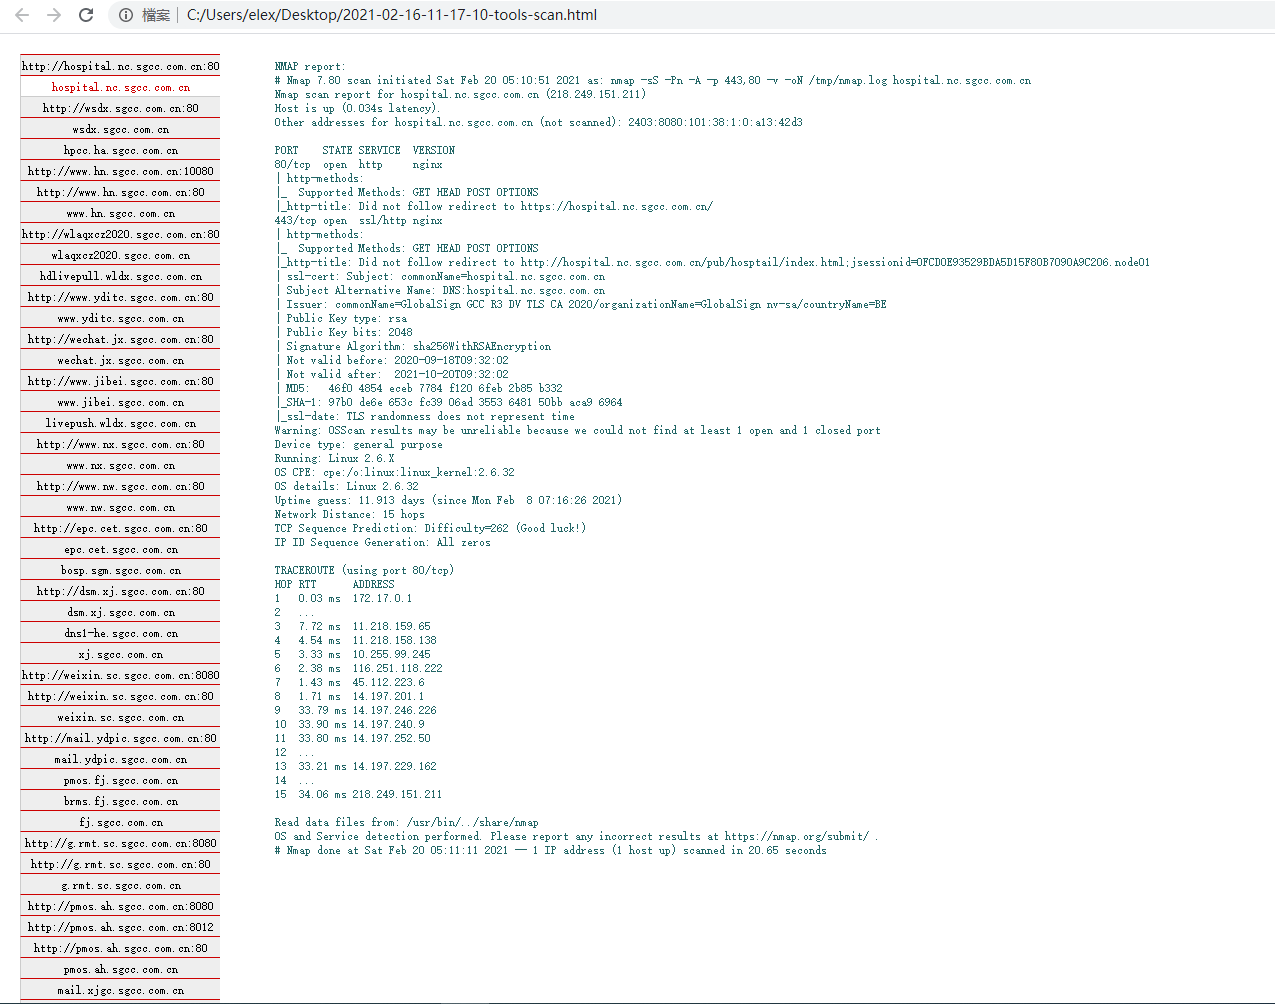 檔案
C:/Users/elex/Desktop/2021-02-16-11-17-10-tools-scan.html
http://hospital.nc.sgcc.com.cn:80
hospital.nc.sgcc.com.cn
http://wsdx.sgcc.com.cn:80
wsdx.sgcc.com.cn
hpcc.ha.sgcc.com.cn
http://www.hn.sgcc.com.cn:10080
http://www.hn.sgcc.com.cn:80
www.hn.sgcc.com.cn
http://wlaqxcz2020.sgcc.com.cn:80
wlaqxcz2020.sgcc.com.cn
hdlivepull.wldx.sgcc.com.cn
http://www.yditc.sgcc.com.cn:80
www.yditc.sgcc.com.cn
http://wechat.jx.sgcc.com.cn:80
wechat.jx.sgcc.com.cn
http://www.jibei.sgcc.com.cn:80
www.jibei.sgcc.com.cn
livepush.wldx.sgcc.com.cn
http://www.nx.sgcc.com.cn:80
www.nx.sgcc.com.cn
http://www.nw.sgcc.com.cn:80
www.nw.sgcc.com.cn
http://epc.cet.sgcc.com.cn:80
epc.cet.sgcc.com.cn
bosp.sgm.sgcc.com.cn
http://dsm.xj.sgcc.com.cn:80
dsm.xj.sgcc.com.cn
dns1-he.sgcc.com.cn
xj.sgcc.com.cn
http://weixin.sc.sgcc.com.cn:8080
http://weixin.sc.sgcc.com.cn:80
weixin.sc.sgcc.com.cn
http://mail.ydpic.sgcc.com.cn:80
mail.ydpic.sgcc.com.cn
pmos.fj.sgcc.com.cn
brms.fj.sgcc.com.cn
fj.sgcc.com.cn
http://g.rmt.sc.sgcc.com.cn:8080
http://g.rmt.sc.sgcc.com.cn:80
g.rmt.sc.sgcc.com.cn
http://pmos.ah.sgcc.com.cn:8080
http://pmos.ah.sgcc.com.cn:8012
http://pmos.ah.sgcc.com.cn:80
pmos.ah.sgcc.com.cn
mail.xjgc.sgcc.com.cn
NMAP report:
# Nmap 7.80 scan initiated Sat Feb 20 05:10:51 2021 as: nmap -sS -Pn -A -p 443,80 -v -oN /tmp/nmap.log hospital.nc.sgcc.com.cn
Nmap scan report for hospital.nc.sgcc.com.cn (218.249.151.211)
Host is up (0.034s latency).
Other addresses for hospital.nc.sgcc.com.cn (not scanned): 2403:8080:101:38:1:0:a13:42d3
PORT    STATE SERVICE  VERSION
80/tcp  open  http     nginx
| http-methods:
|_  Supported Methods: GET HEAD POST OPTIONS
|_http-title: Did not follow redirect to https://hospital.nc.sgcc.com.cn/
443/tcp open  ssl/http nginx
| http-methods:
|_  Supported Methods: GET HEAD POST OPTIONS
|_http-title: Did not follow redirect to http://hospital.nc.sgcc.com.cn/pub/hosptail/index.html;jsessionid=0FCD0E93529BDA5D15F80B7090A9C206.node01
| ssl-cert: Subject: commonName=hospital.nc.sgcc.com.cn
| Subject Alternative Name: DNS:hospital.nc.sgcc.com.cn
| Issuer: commonName=GlobalSign GCC R3 DV TLS CA 2020/organizationName=GlobalSign nv-sa/countryName=BE
| Public Key type: rsa
| Public Key bits: 2048
| Signature Algorithm: sha256WithRSAEncryption
| Not valid before: 2020-09-18T09:32:02
| Not valid after:  2021-10-20T09:32:02
| MD5:   46f0 4854 eceb 7784 f120 6feb 2b85 b332
|_SHA-1: 97b0 de6e 653c fc39 06ad 3553 6481 50bb aca9 6964
|_ssl-date: TLS randomness does not represent time
Warning: OSScan results may be unreliable because we could not find at least 1 open and 1 closed port
Device type: general purpose
Running: Linux 2.6.X
OS CPE: cpe:/o:linux:linux_kernel:2.6.32
OS details: Linux 2.6.32
Uptime guess: 11.913 days (since Mon Feb  8 07:16:26 2021)
Network Distance: 15 hops
TCP Sequence Prediction: Difficulty=262 (Good luck!)
IP ID Sequence Generation: All zeros
TRACEROUTE (using port 80/tcp)
HOP RTT      ADDRESS
1   0.03 ms  172.17.0.1
2   ...
3   7.72 ms  11.218.159.65
4   4.54 ms  11.218.158.138
5   3.33 ms  10.255.99.245
6   2.38 ms  116.251.118.222
7   1.43 ms  45.112.223.6
8   1.71 ms  14.197.201.1
9   33.79 ms 14.197.246.226
10  33.90 ms 14.197.240.9
11  33.80 ms 14.197.252.50
12  ...
13  33.21 ms 14.197.229.162
14  ...
15  34.06 ms 218.249.151.211
Read data files from: /usr/bin/../share/nmap
OS and Service detection performed. Please report any incorrect results at https://nmap.org/submit/ .
# Nmap done at Sat Feb 20 05:11:11 2021 -- 1 IP address (1 host up) scanned in 20.65 seconds